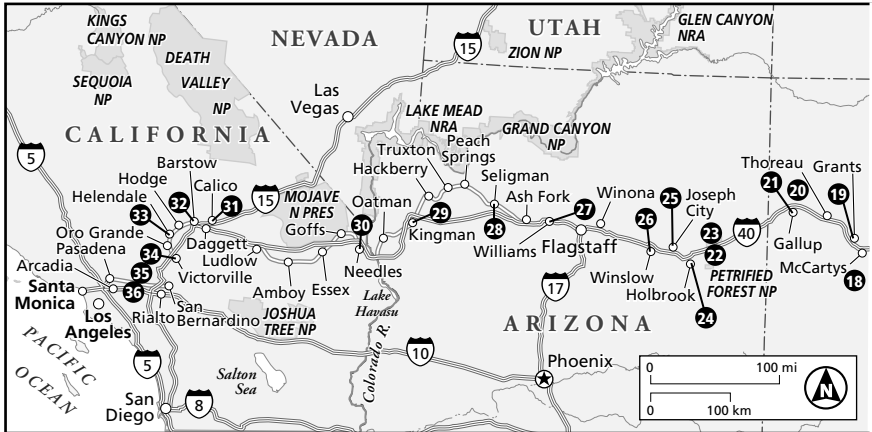 KINGS
CANYON NP
SEQUOIA
NP
DEATH
VALLEY
NP
NEVADA
UTAH
ZION NP
GLEN CANYON
NRA
15
Las
Vegas
LAKE MEAD
NRA
GRAND CANYON
NP
CALIFORNIA
5
Barstow
Hodge
Helendale
Oro Grande
Pasadena
Arcadia
Santa
Monica
Los
Angeles
32
33
34
35
36
Calico
31
15
Daggett
Ludlow
Victorville
Rialto
San
Bernardino
MOJAVE
N PRES
Goffs
Amboy
Essex
JOSHUA
TREE NP
Oatman
30
Needles
Lake
Havasu
Colorado R.
Truxton
Hackberry
Peach
Springs
29
Kingman
Seligman
28
Ash Fork
27
Williams
Flagstaff
Winona
26
Winslow
25
Joseph
City
Holbrook
24
23
22
PETRIFIED
FOREST NP
40
Thoreau
21
20
Gallup
Grants
19
McCartys
18
17
ARIZONA
10
Phoenix
PACIFIC
OCEAN
Salton
Sea
5
San
Diego
8
0 100 mi
0 100 km
N